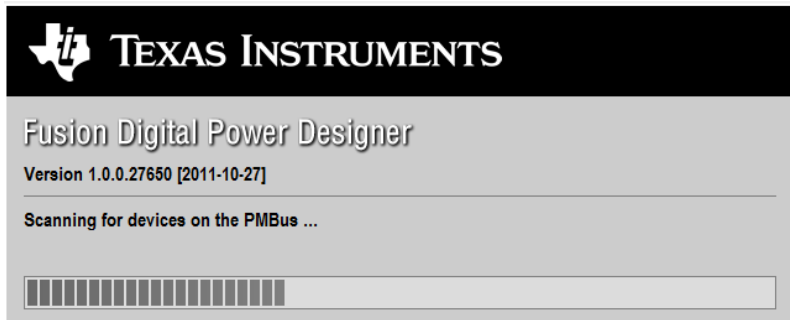 TEXAS INSTRUMENTS
Fusion Digital Power Designer
Version 1.0.0.27650 [2011-10-27]
Scanning for devices on the PMBus ...